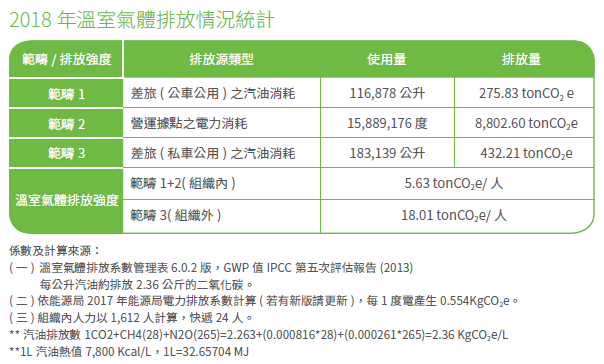 2018 年溫室氣體排放情況統計
範疇 / 排放強度 排放源類型 使用量 排放量
範疇 1 差旅 ( 公車公用 ) 之汽油消耗 116,878 公升 275.83 tonCO₂ e
範疇 2 營運據點之電力消耗 15,889,176 度 8,802.60 tonCO₂e
範疇 3 差旅 ( 私車公用 ) 之汽油消耗 183,139 公升 432.21 tonCO₂e
溫室氣體排放強度 範疇 1+2( 組織內 ) 5.63 tonCO₂e/ 人
範疇 3( 組織外 ) 18.01 tonCO₂e/ 人
係數及計算來源：
( 一 ) 溫室氣體排放系數管理表 6.0.2 版，GWP 值 IPCC 第五次評估報告 (2013)
每公升汽油約排放 2.36 公斤的二氧化碳。
( 二 ) 依能源局 2017 年能源局電力排放系數計算 ( 若有新版請更新 )，每 1 度電產生 0.554KgCO₂e。
( 三 ) 組織內人力以 1,612 人計算，快遞 24 人。
** 汽油排放數 1CO2+CH4(28)+N2O(265)=2.263+(0.000816*28)+(0.000261*265)=2.36 KgCO₂e/L
**1L 汽油熱值 7,800 Kcal/L，1L=32.65704 MJ